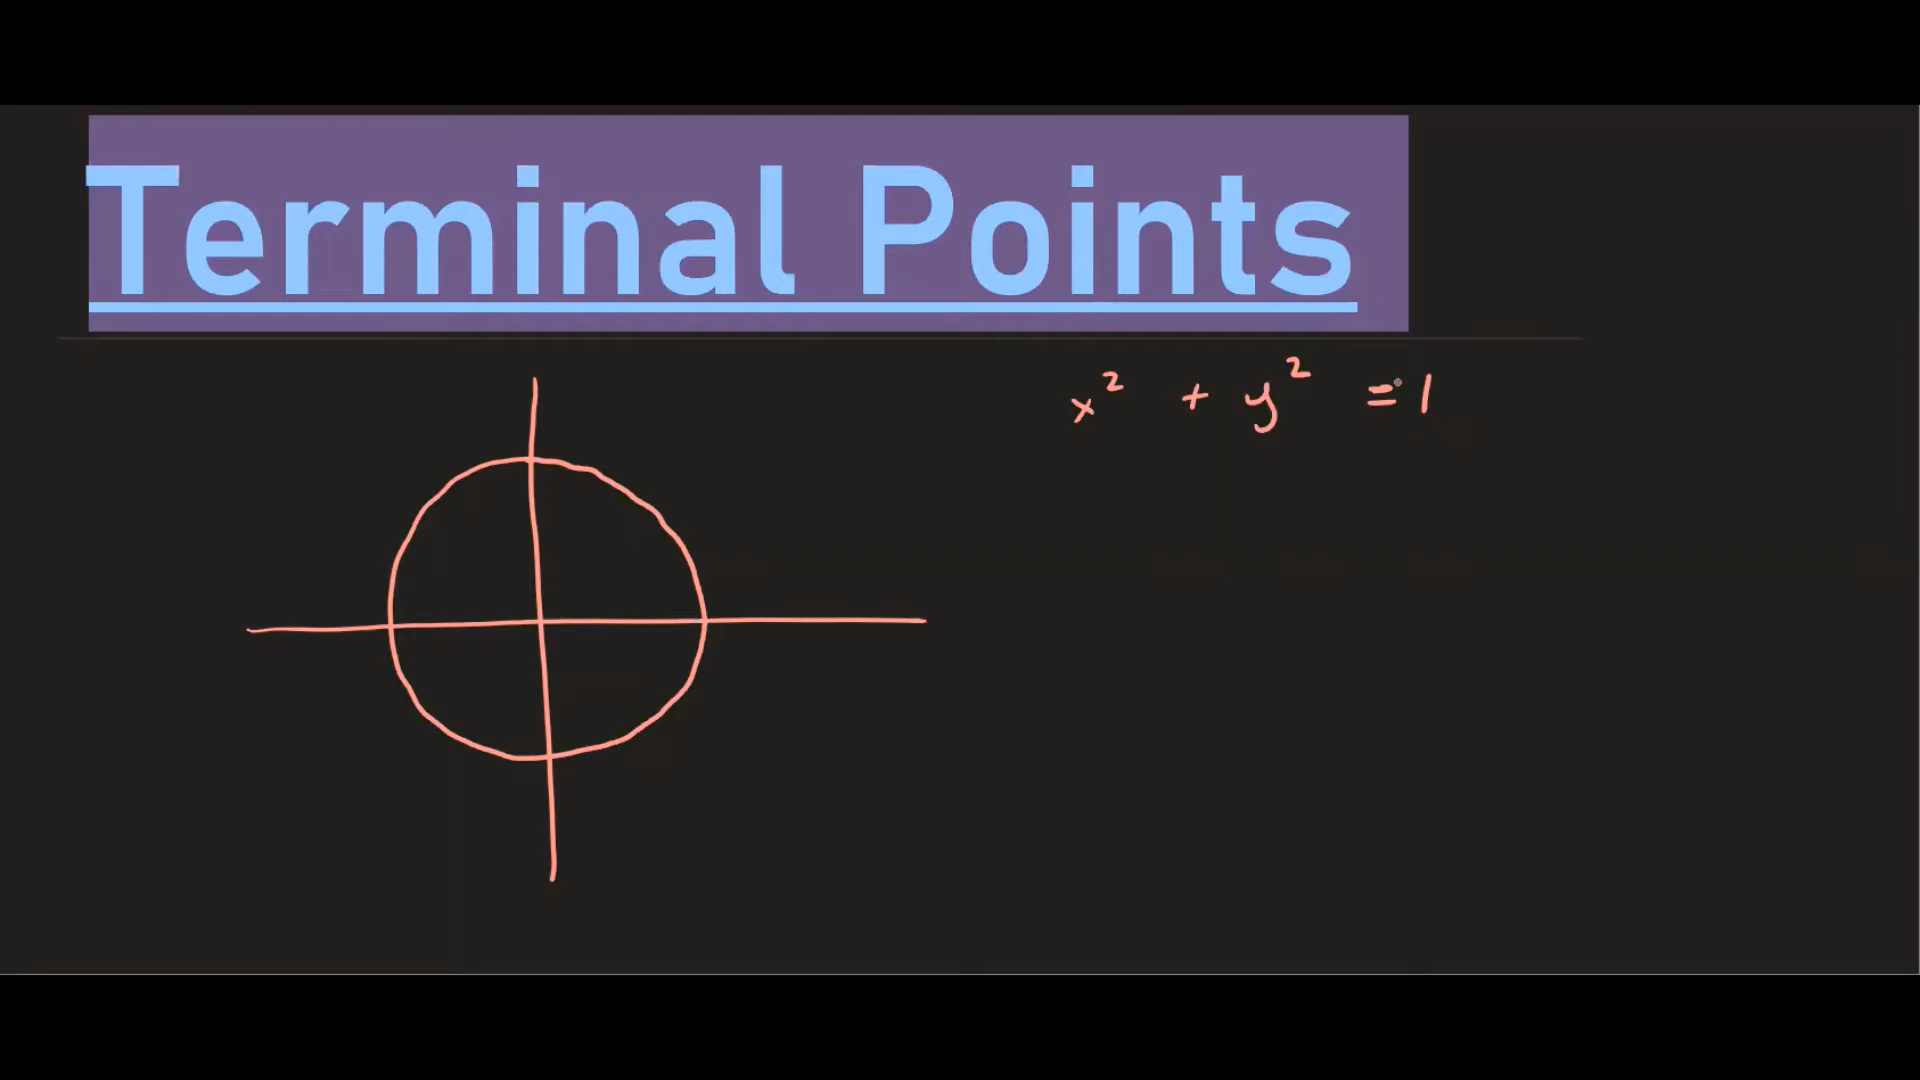 Terminal Points
x² + y² = 1